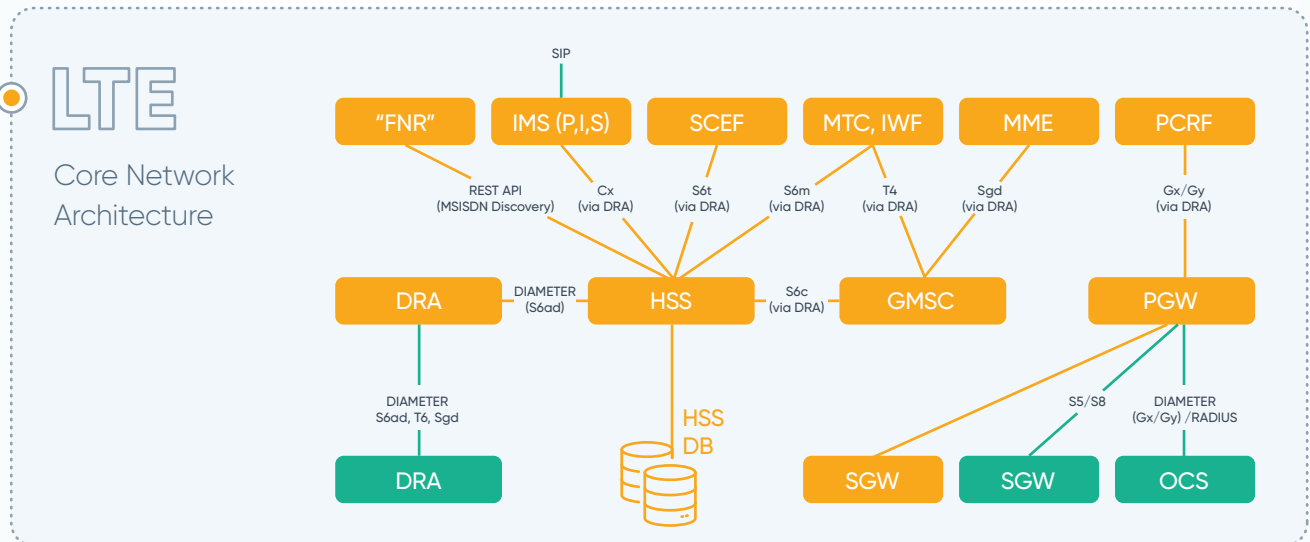 LTE
Core Network
Architecture
SIP
“FNR”
IMS (P,I,S)
SCEF
MTC, IWF
MME
PCRF
REST API
(MSISDN Discovery)
Cx
(via DRA)
S6t
(via DRA)
S6m
(via DRA)
T4
(via DRA)
Sgd
(via DRA)
Gx/Gy
(via DRA)
DRA
DIAMETER
(S6ad)
HSS
S6c
(via DRA)
GMSC
PGW
DIAMETER
S6ad, T6, Sgd
HSS
DB
S5/S8
DIAMETER
(Gx/Gy) /RADIUS
DRA
SGW
SGW
OCS